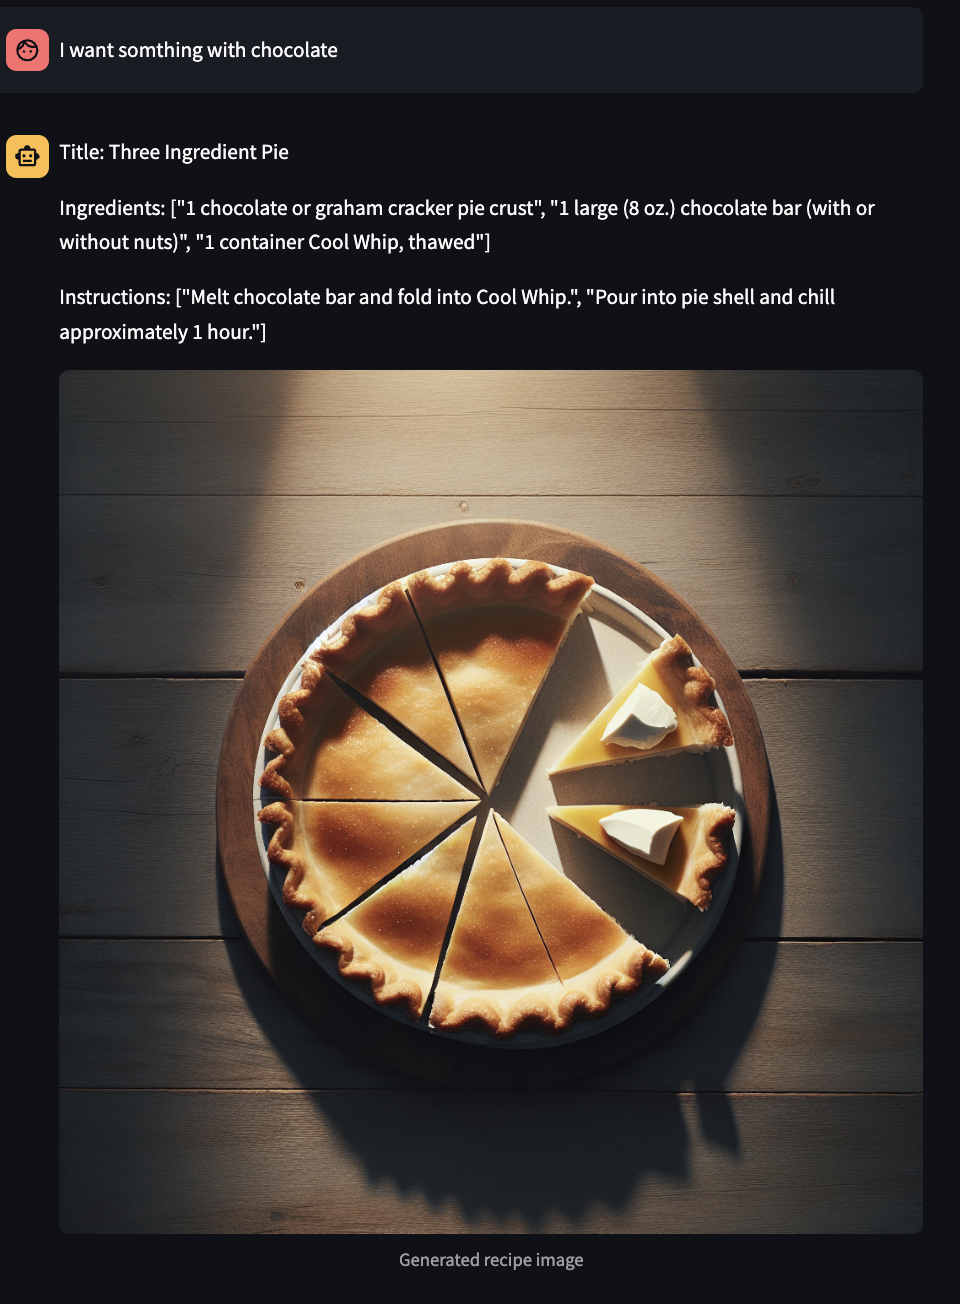 I want somthing with chocolate
Title: Three Ingredient Pie
Ingredients: ["1 chocolate or graham cracker pie crust", "1 large (8 oz.) chocolate bar (with or
without nuts)", "1 container Cool Whip, thawed"]
Instructions: ["Melt chocolate bar and fold into Cool Whip.", "Pour into pie shell and chill
approximately 1 hour."]
Generated recipe image